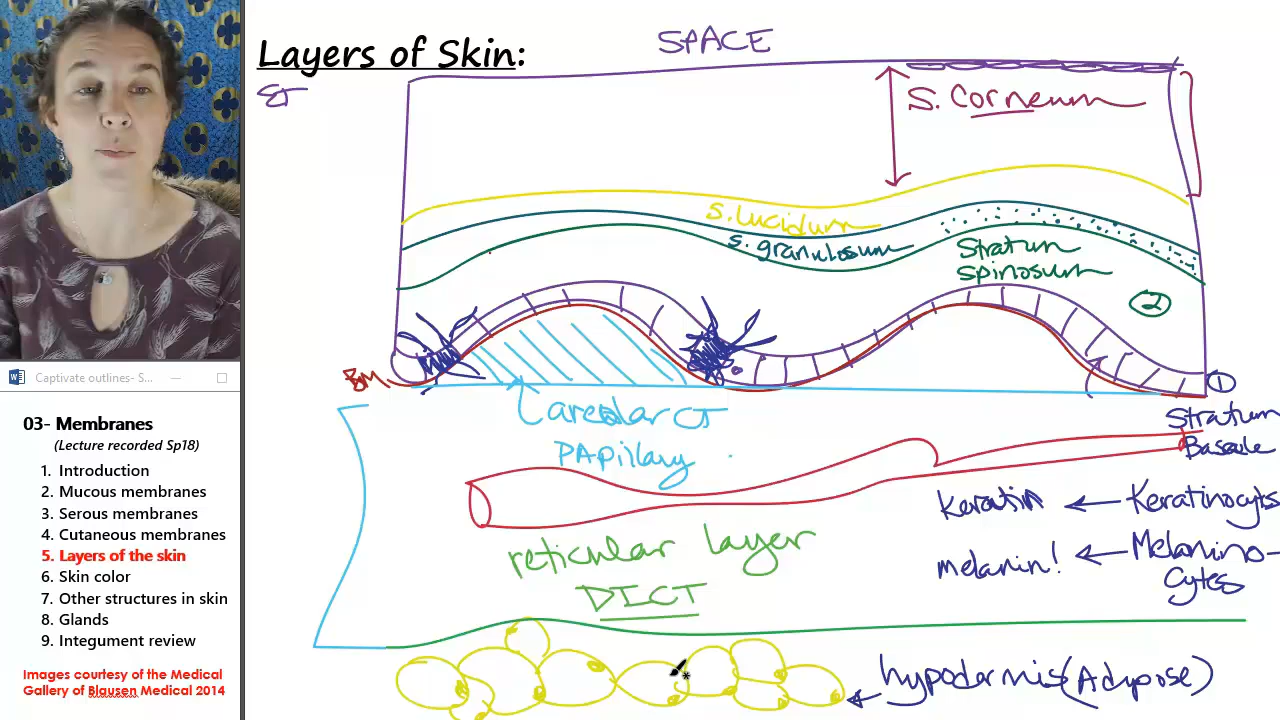 Layers of Skin:
SPACE
ST
S. Corneum
S. lucidum
S. granulosum
Stratum
spinosum
2
BM
1
areolar CT
PApillary
Stratum
Basale
Keratin ← Keratinocyts
reticular layer
melanin! ← Melanino-
cytes
DICT
hypodermis (Adipose)
Captivate outlines- S...
03- Membranes
(Lecture recorded Sp18)
1. Introduction
2. Mucous membranes
3. Serous membranes
4. Cutaneous membranes
5. Layers of the skin
6. Skin color
7. Other structures in skin
8. Glands
9. Integument review
Images courtesy of the Medical
Gallery of Blausen Medical 2014